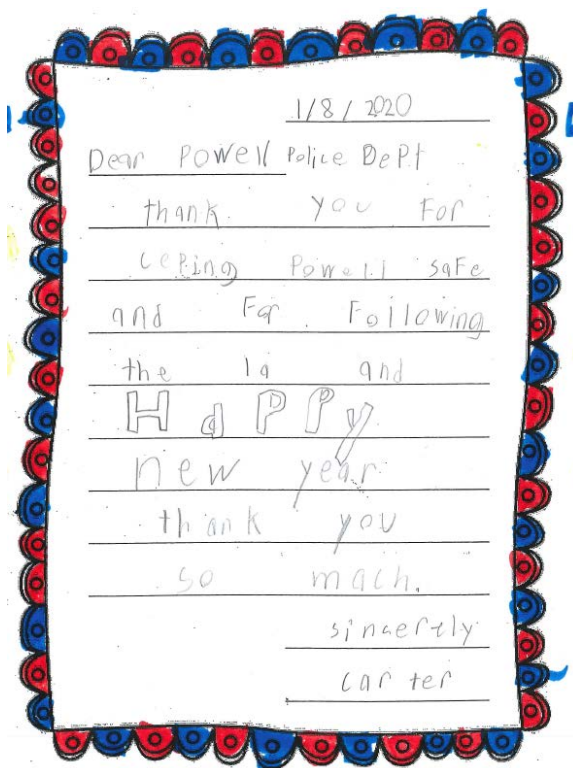 1/8/2020
Dear Powell Police DePt
thank you For
ceping Powell safe
and For Following
the la and
HaPPy
new year
thank you
so mach.
sincertly
carter